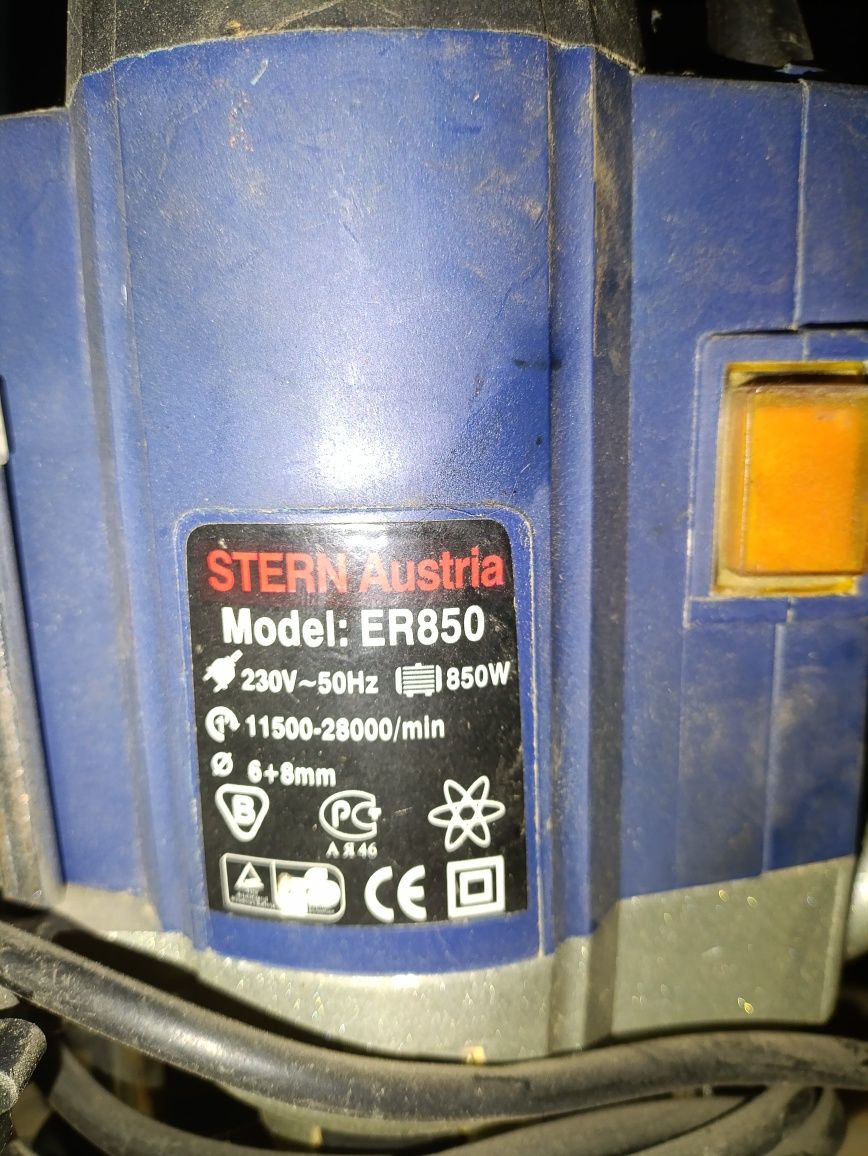 STERN Austria
Model: ER850
230V~50Hz 850W
11500-28000/min
Ø 6+8mm
B PC
АЯ46
CE